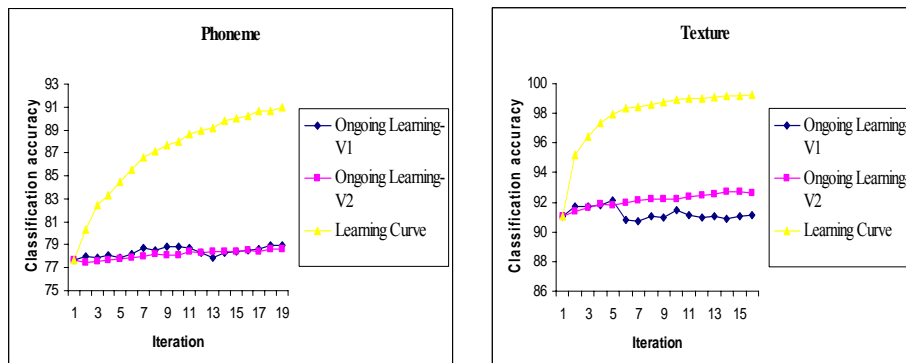 Phoneme
Classification accuracy
93
91
89
87
85
83
81
79
77
75
1 3 5 7 9 11 13 15 17 19
Iteration
Ongoing Learning-
V1
Ongoing Learning-
V2
Learning Curve
Texture
Classification accuracy
100
98
96
94
92
90
88
86
1 3 5 7 9 11 13 15
Iteration
Ongoing Learning-
V1
Ongoing Learning-
V2
Learning Curve